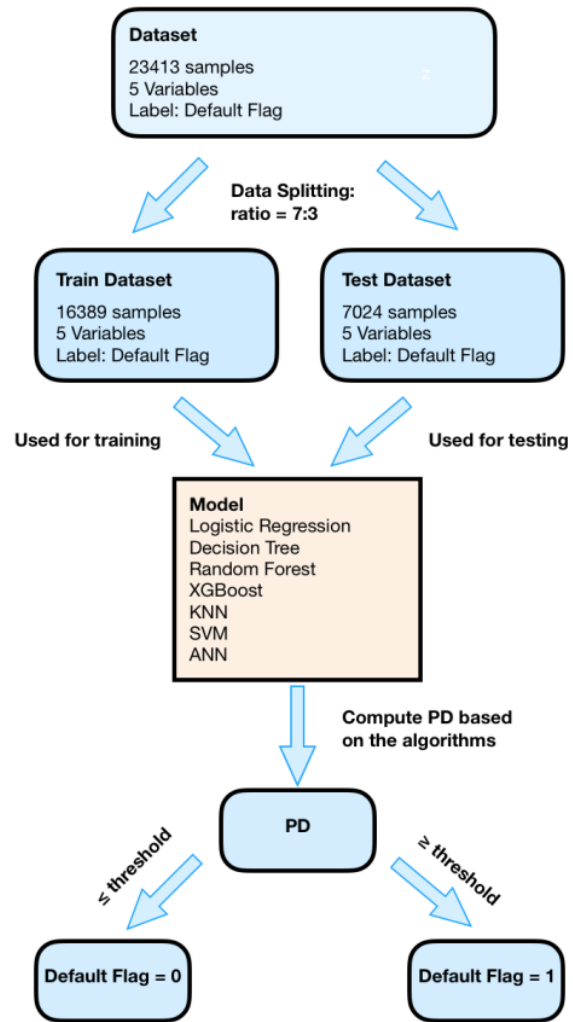 Dataset
23413 samples
5 Variables
Label: Default Flag
z
Data Splitting:
ratio = 7:3
Train Dataset
16389 samples
5 Variables
Label: Default Flag
Test Dataset
7024 samples
5 Variables
Label: Default Flag
Used for training
Used for testing
Model
Logistic Regression
Decision Tree
Random Forest
XGBoost
KNN
SVM
ANN
Compute PD based
on the algorithms
PD
≤ threshold
≥ threshold
Default Flag = 0
Default Flag = 1